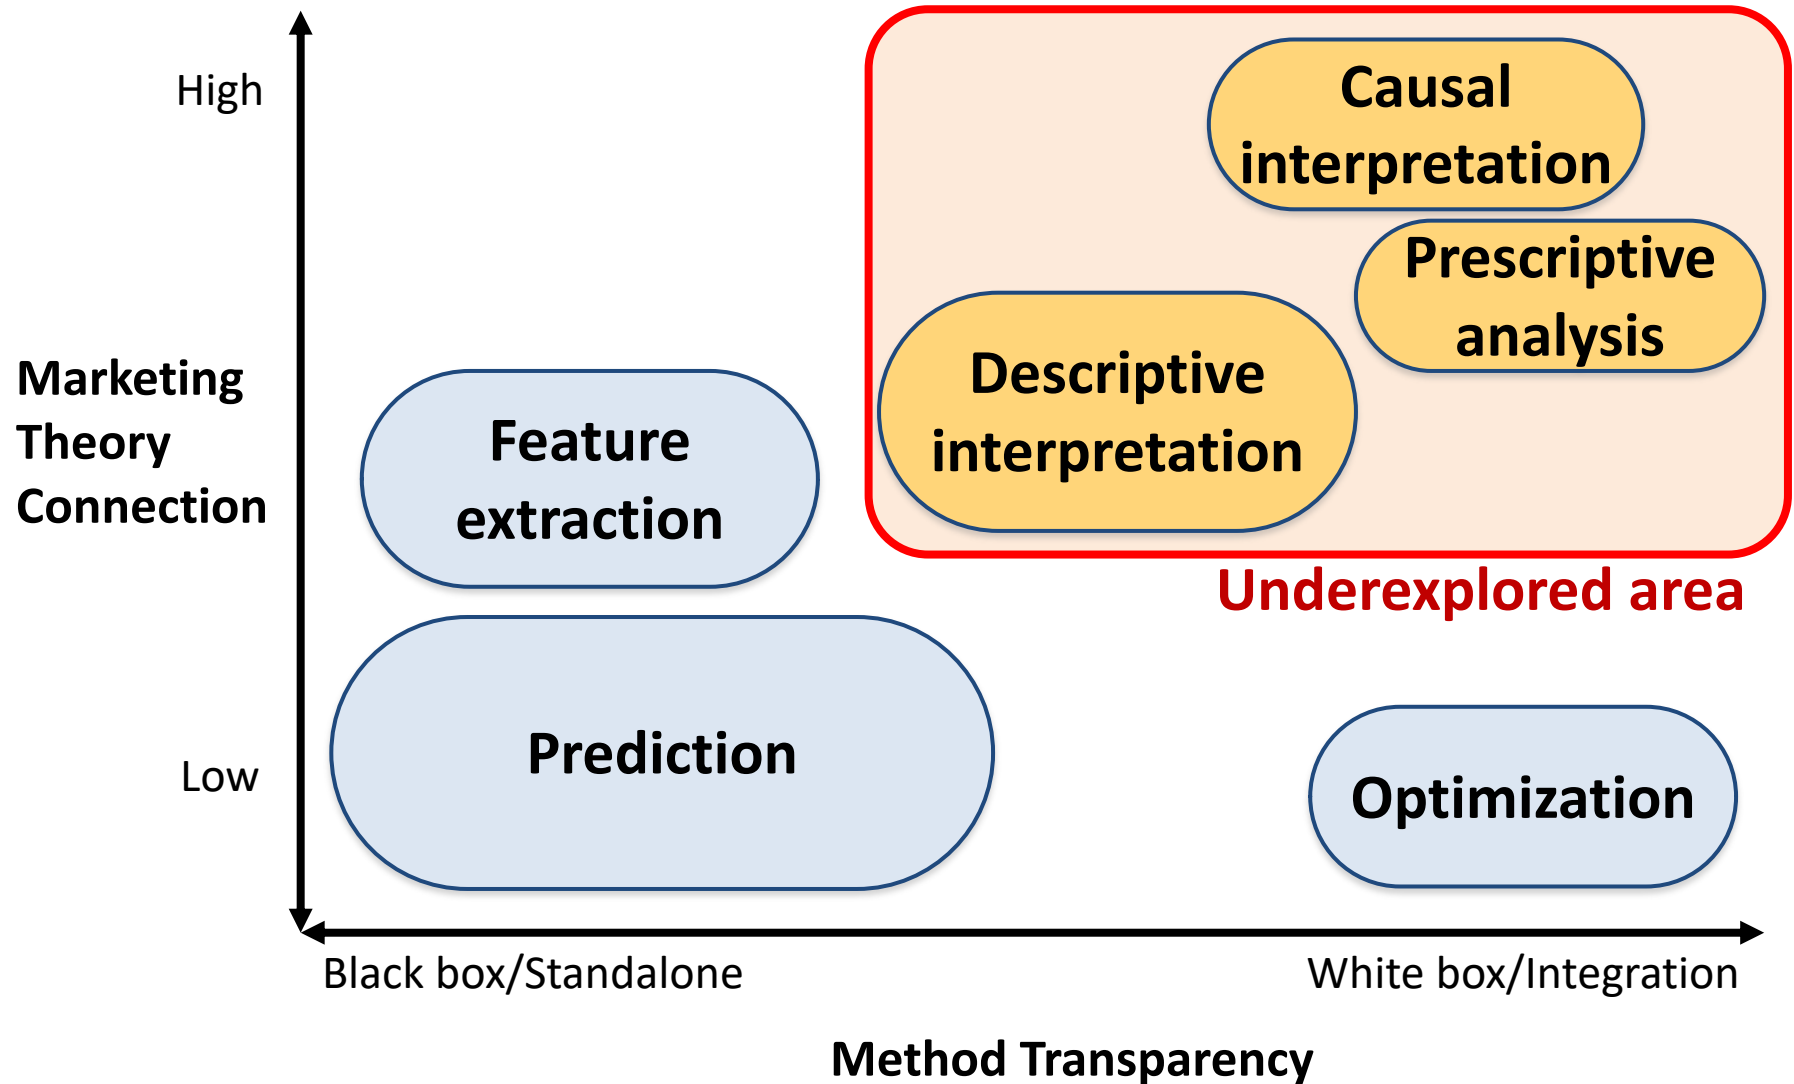 High
Causal
interpretation
Prescriptive
analysis
Descriptive
interpretation
Marketing
Theory
Connection
Feature
extraction
Underexplored area
Prediction
Low
Optimization
Black box/Standalone
White box/Integration
Method Transparency